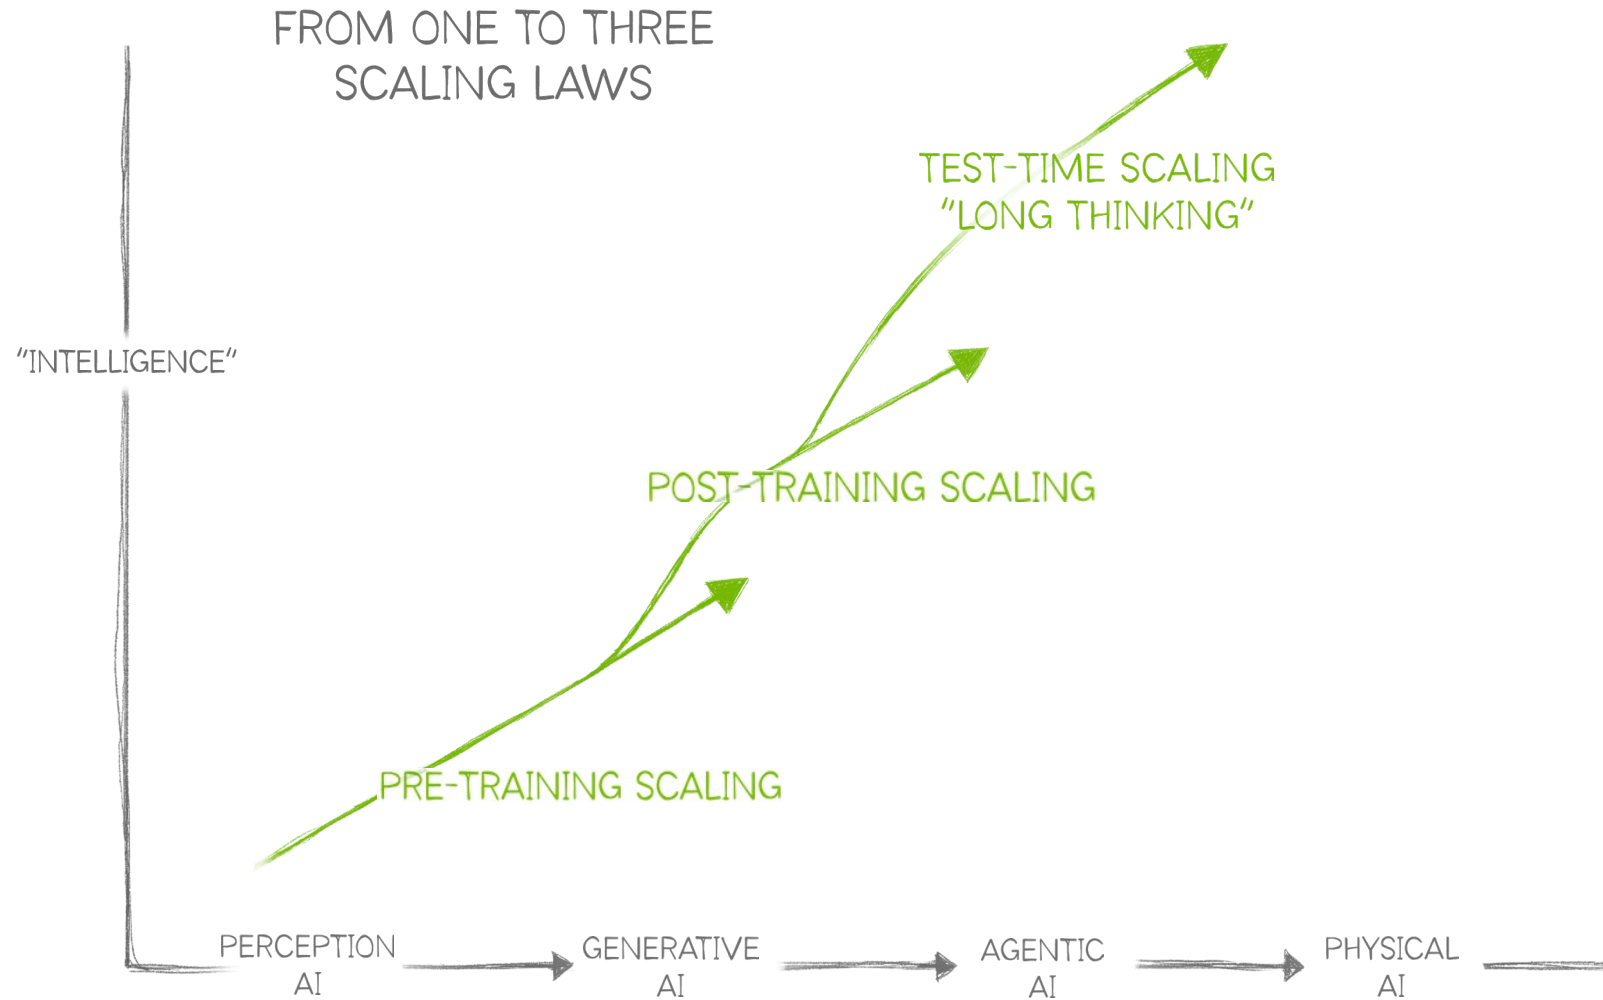 FROM ONE TO THREE
SCALING LAWS
TEST-TIME SCALING
"LONG THINKING"
"INTELLIGENCE"
POST-TRAINING SCALING
PRE-TRAINING SCALING
PERCEPTION
AI
GENERATIVE
AI
AGENTIC
AI
PHYSICAL
AI